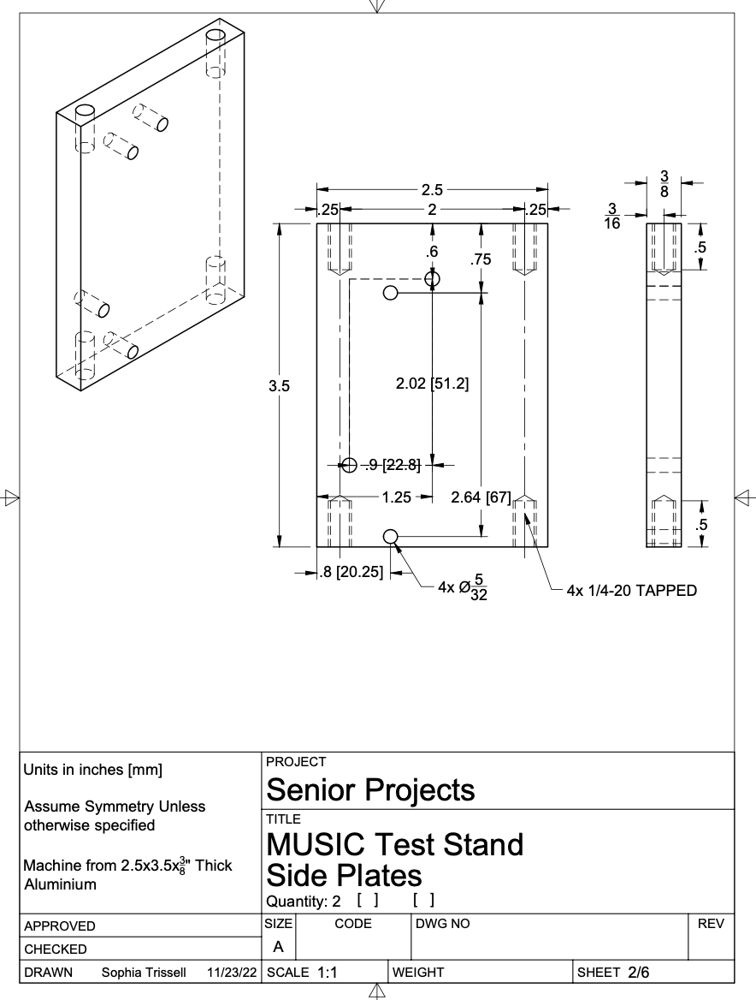 2.5
.25
2
.25
.6
.75
3.5
2.02 [51.2]
.9 [22.8]
1.25
2.64 [67]
.8 [20.25]
4x Ø5/32
4x 1/4-20 TAPPED
3/8
3/16
.5
.5
Units in inches [mm]
Assume Symmetry Unless
otherwise specified
Machine from 2.5x3.5x3/8" Thick
Aluminium
PROJECT
Senior Projects
TITLE
MUSIC Test Stand
Side Plates
Quantity: 2 [ ] [ ]
APPROVED
CHECKED
DRAWN Sophia Trissell 11/23/22
SIZE
A
CODE
DWG NO
REV
SCALE 1:1
WEIGHT
SHEET 2/6